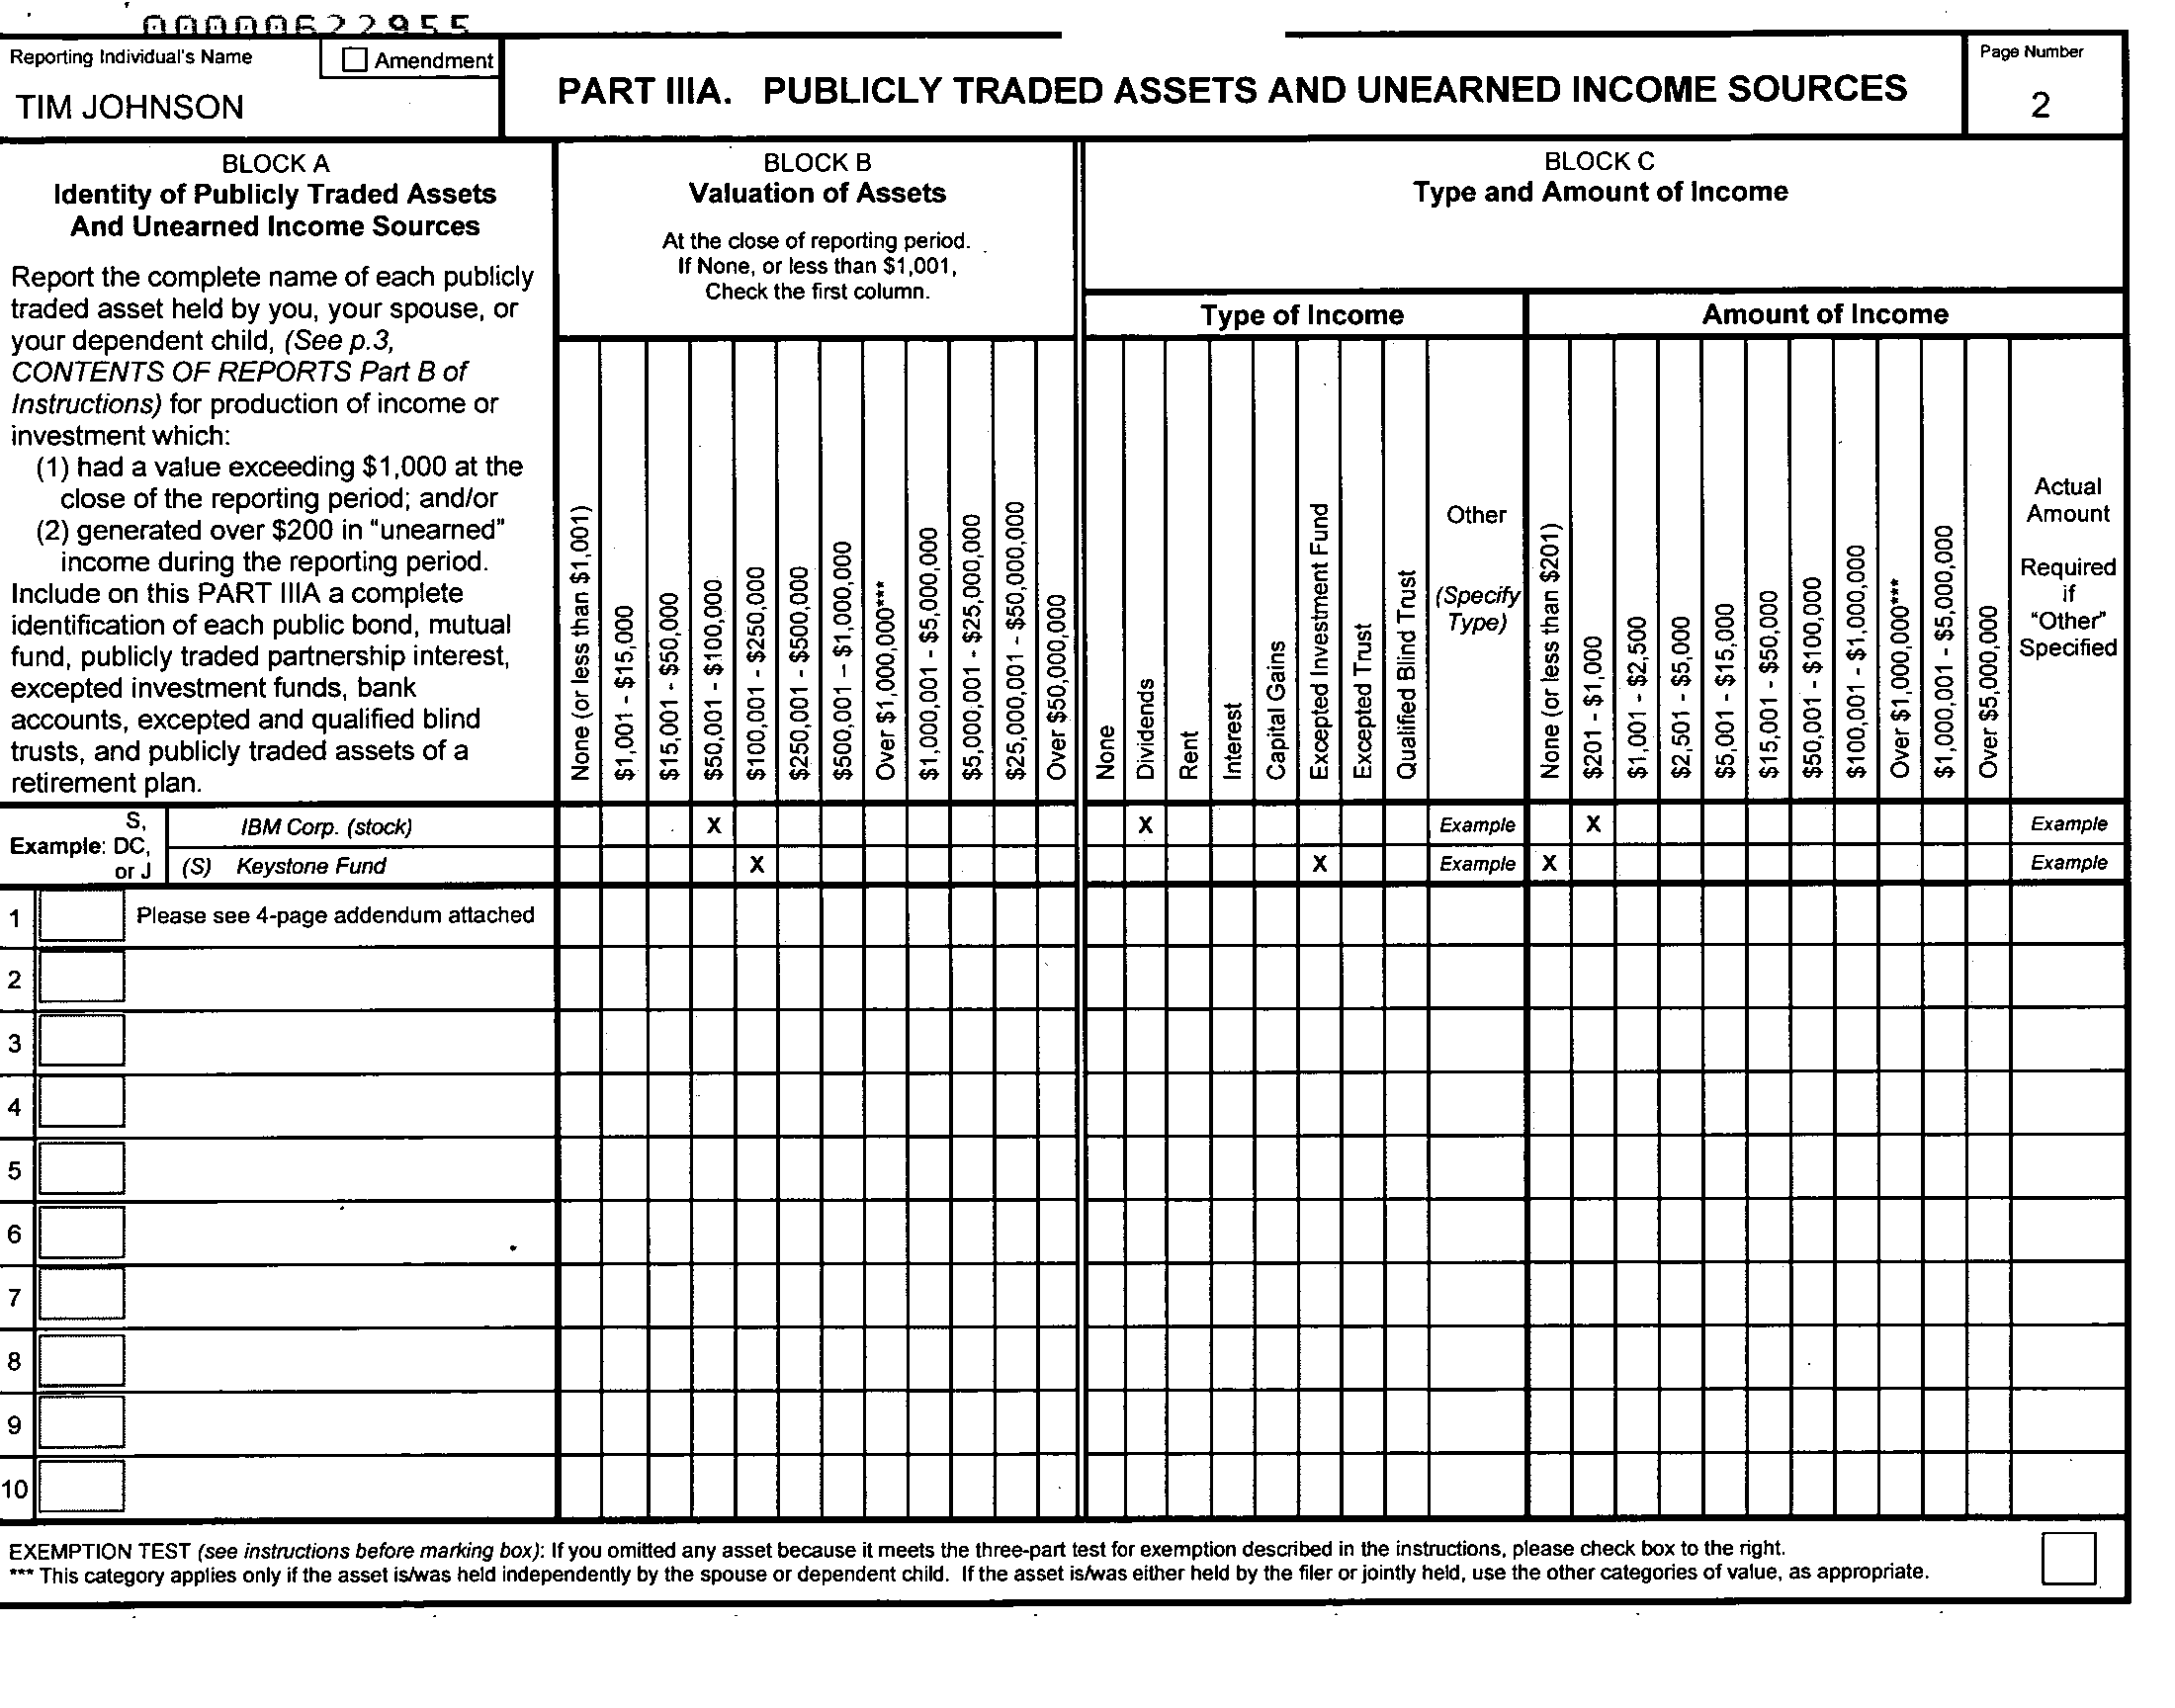 00000622955
Reporting Individual's Name
Amendment
TIM JOHNSON
PART IIIA. PUBLICLY TRADED ASSETS AND UNEARNED INCOME SOURCES
Page Number
2
BLOCK A
Identity of Publicly Traded Assets
And Unearned Income Sources
Report the complete name of each publicly
traded asset held by you, your spouse, or
your dependent child, (See p.3,
CONTENTS OF REPORTS Part B of
Instructions) for production of income or
investment which:
(1) had a value exceeding $1,000 at the
close of the reporting period; and/or
(2) generated over $200 in "unearned"
income during the reporting period.
Include on this PART IIIA a complete
identification of each public bond, mutual
fund, publicly traded partnership interest,
excepted investment funds, bank
accounts, excepted and qualified blind
trusts, and publicly traded assets of a
retirement plan.
BLOCK B
Valuation of Assets
At the close of reporting period.
If None, or less than $1,001,
Check the first column.
None (or less than $1,001)
$1,001 - $15,000
$15,001 - $50,000
$50,001 - $100,000
$100,001 - $250,000
$250,001 - $500,000
$500,001 – $1,000,000
Over $1,000,000***
$1,000,001 - $5,000,000
$5,000,001 - $25,000,000
$25,000,001 - $50,000,000
Over $50,000,000
BLOCK C
Type and Amount of Income
Type of Income
None
Dividends
Rent
Interest
Capital Gains
Excepted Investment Fund
Excepted Trust
Qualified Blind Trust
Other
(Specify
Type)
Amount of Income
None (or less than $201)
$201 - $1,000
$1,001 - $2,500
$2,501 - $5,000
$5,001 - $15,000
$15,001 - $50,000
$50,001 - $100,000
$100,001 - $1,000,000
Over $1,000,000***
$1,000,001 - $5,000,000
Over $5,000,000
Actual
Amount
Required
if
"Other"
Specified
Example: S,
DC,
or J
IBM Corp. (stock) X X Example X Example
(S) Keystone Fund X X Example X Example
1 Please see 4-page addendum attached
2
3
4
5
6
7
8
9
10
EXEMPTION TEST (see instructions before marking box): If you omitted any asset because it meets the three-part test for exemption described in the instructions, please check box to the right.
*** This category applies only if the asset is/was held independently by the spouse or dependent child. If the asset is/was either held by the filer or jointly held, use the other categories of value, as appropriate.